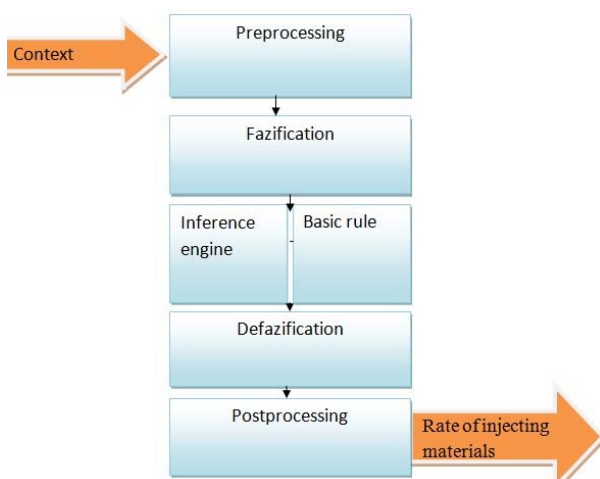 Preprocessing
Context
Fazification
Inference
engine
Basic rule
Defazification
Postprocessing
Rate of injecting
materials